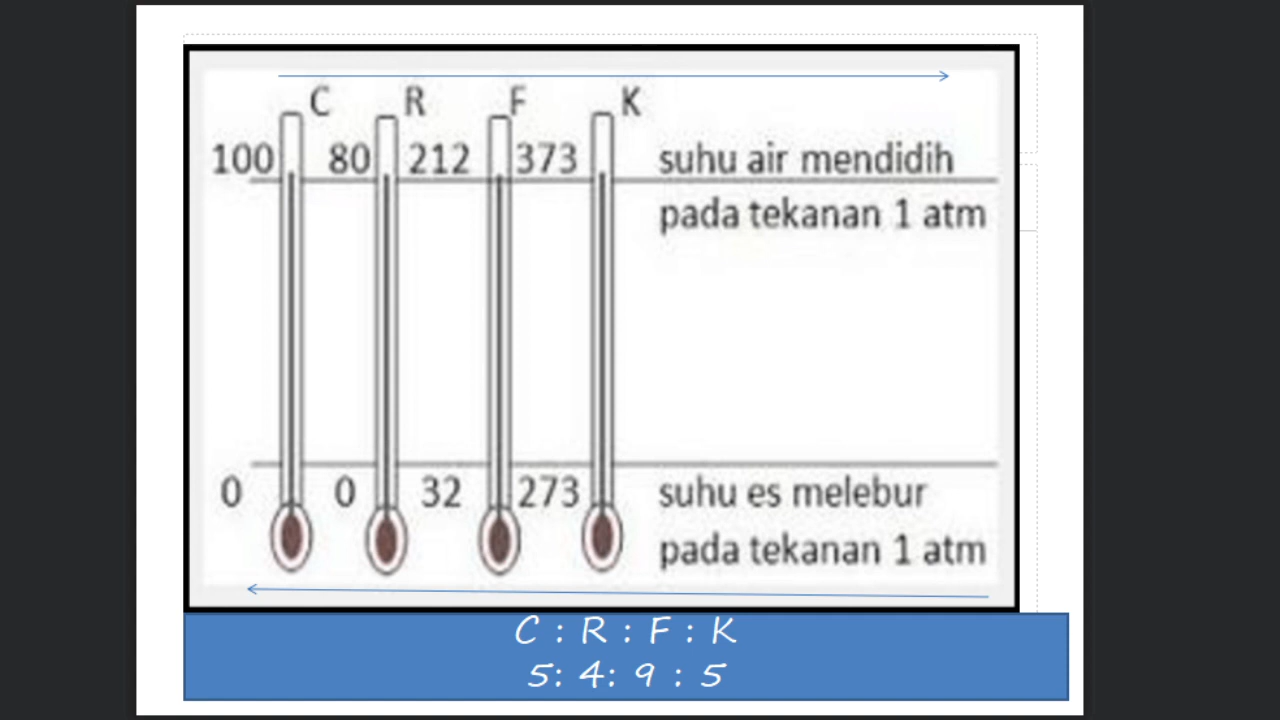 C R F K
100 80 212 373 suhu air mendidih
pada tekanan 1 atm
0 0 32 273 suhu es melebur
pada tekanan 1 atm
C : R : F : K
5: 4: 9 : 5